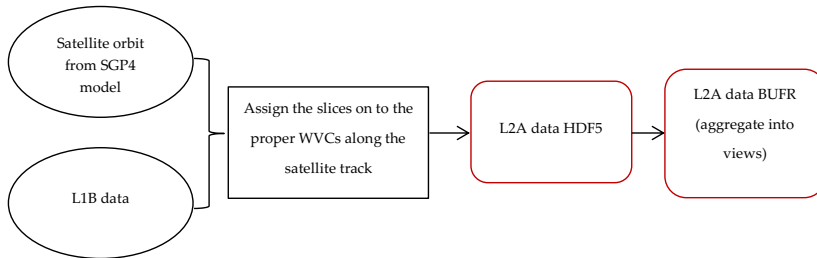 Satellite orbit
from SGP4
model
L1B data
Assign the slices on to the
proper WVCs along the
satellite track
L2A data HDF5
L2A data BUFR
(aggregate into
views)